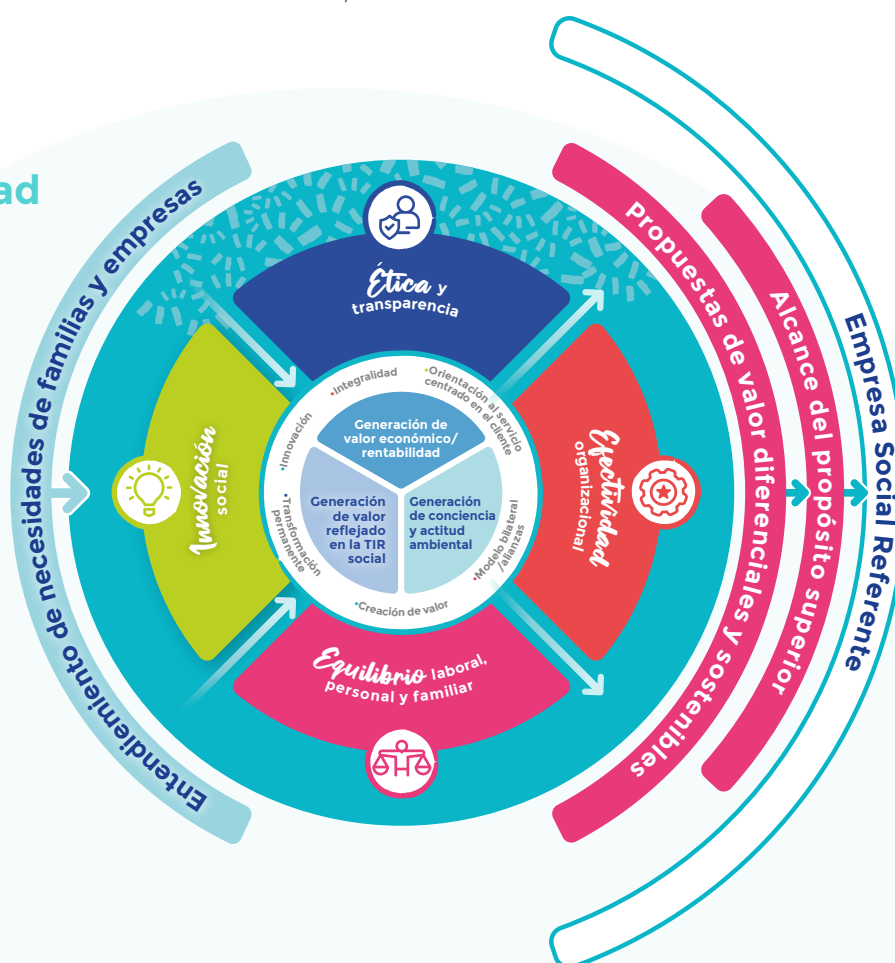 ad
Entendimiento de necesidades de familias y empresas
Ética y
transparencia
Innovación
social
Efectividad
organizacional
Equilibrio laboral,
personal y familiar
•Integralidad
•Orientación al servicio
centrado en el cliente
•Innovación
•Transformación
permanente
•Modelo bilateral
/alianzas
•Creación de valor
Generación de
valor económico/
rentabilidad
Generación
de valor
reflejado
en la TIR
social
Generación
de conciencia
y actitud
ambiental
Propuestas de valor diferenciales y sostenibles
Alcance del propósito superior
Empresa Social Referente